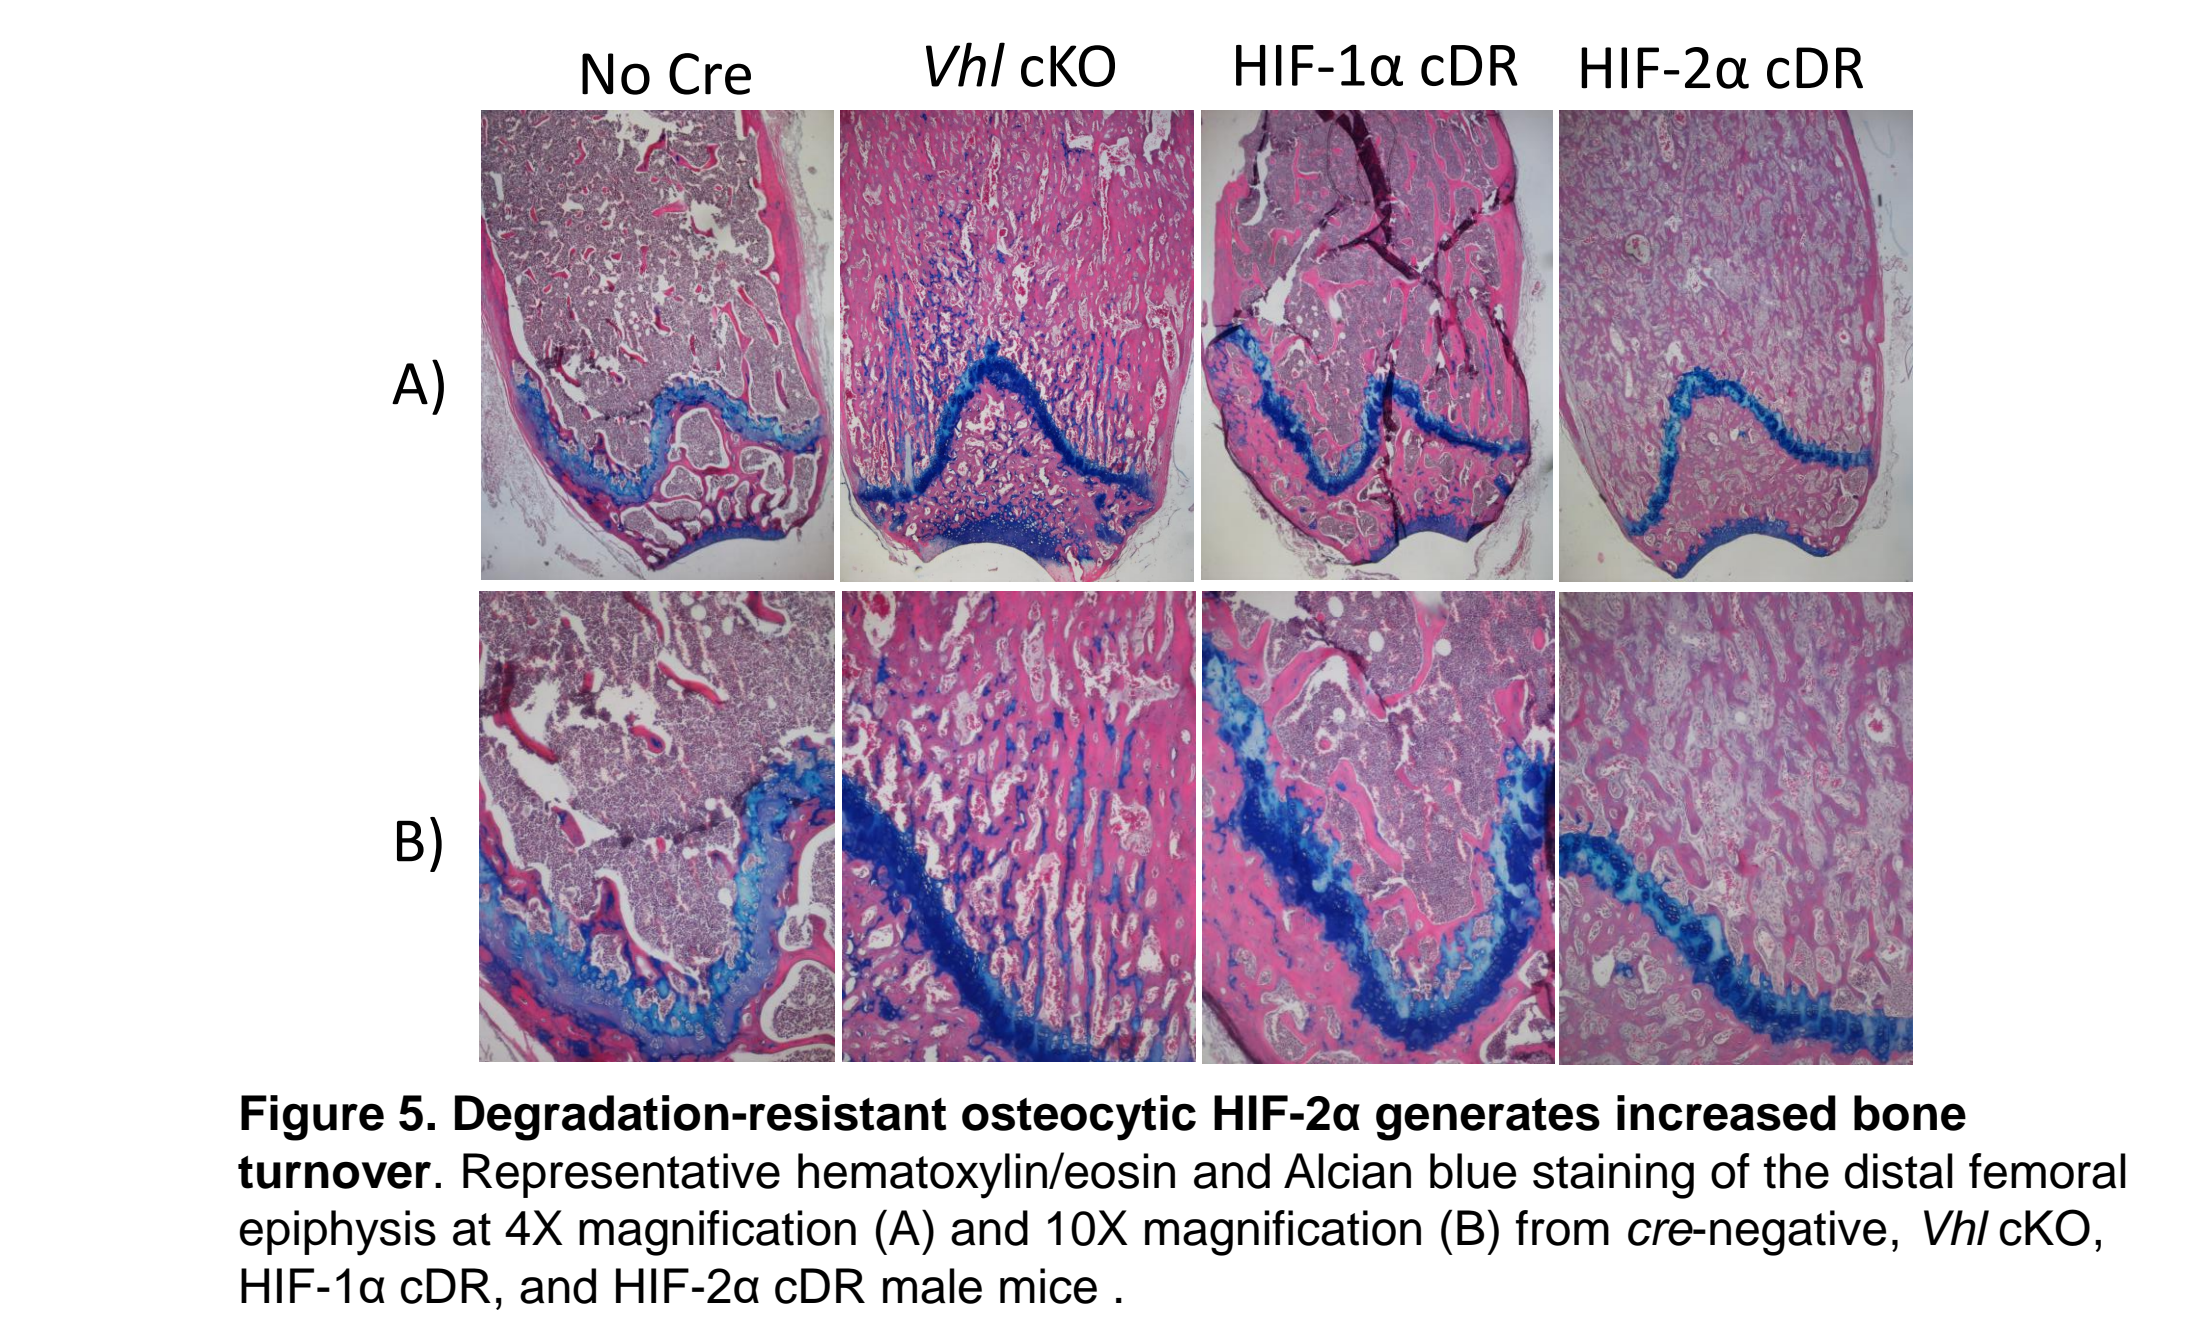 No Cre
Vhl cKO
HIF-1α cDR
HIF-2α cDR
A)
B)
Figure 5. Degradation-resistant osteocytic HIF-2α generates increased bone
turnover. Representative hematoxylin/eosin and Alcian blue staining of the distal femoral
epiphysis at 4X magnification (A) and 10X magnification (B) from cre-negative, Vhl cKO,
HIF-1α cDR, and HIF-2α cDR male mice .